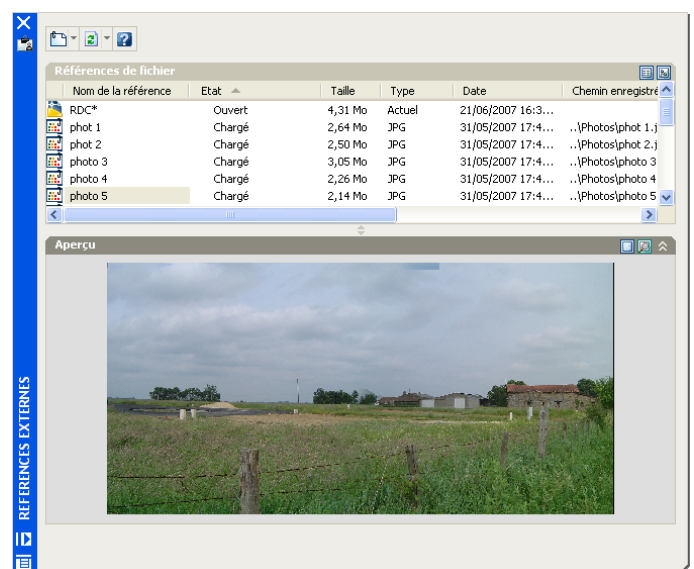 Références de fichier
Nom de la référence Etat Taille Type Date Chemin enregistré
RDC* Ouvert 4,31 Mo Actuel 21/06/2007 16:3...
phot 1 Chargé 2,64 Mo JPG 31/05/2007 17:4... ..\Photos\phot 1.j
phot 2 Chargé 2,50 Mo JPG 31/05/2007 17:4... ..\Photos\phot 2.j
photo 3 Chargé 3,05 Mo JPG 31/05/2007 17:4... ..\Photos\photo 3
photo 4 Chargé 2,26 Mo JPG 31/05/2007 17:4... ..\Photos\photo 4
photo 5 Chargé 2,14 Mo JPG 31/05/2007 17:4... ..\Photos\photo 5
Aperçu
REFERENCES EXTERNES